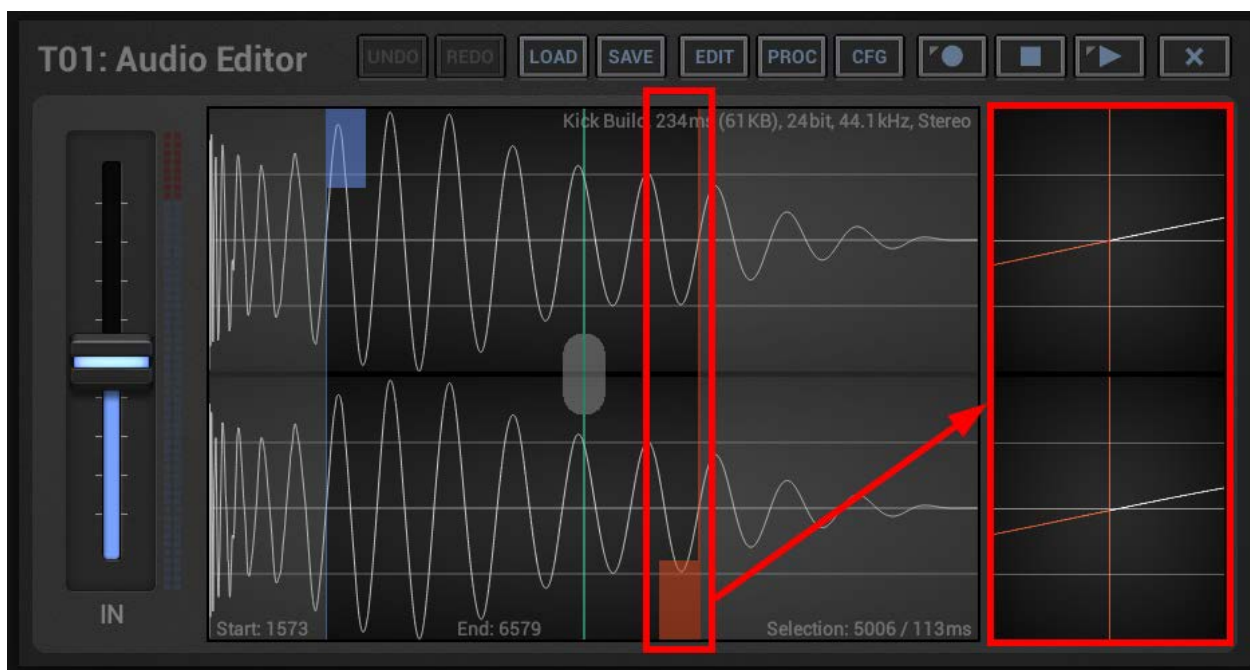 T01: Audio Editor UNDO REDO LOAD SAVE EDIT PROC CFG
Kick Build, 234ms (61KB), 24bit, 44.1kHz, Stereo
Start: 1573 End: 6579 Selection: 5006 / 113ms
IN